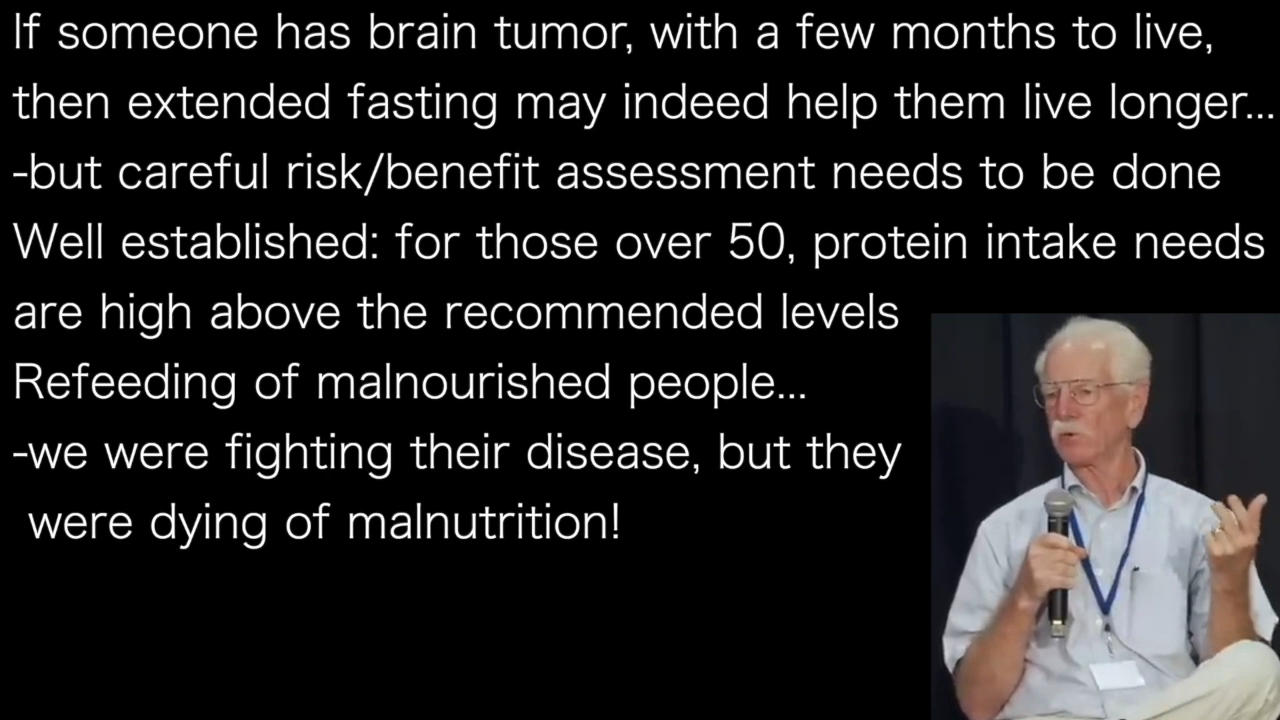 If someone has brain tumor, with a few months to live,
then extended fasting may indeed help them live longer...
-but careful risk/benefit assessment needs to be done
Well established: for those over 50, protein intake needs
are high above the recommended levels
Refeeding of malnourished people...
-we were fighting their disease, but they
were dying of malnutrition!